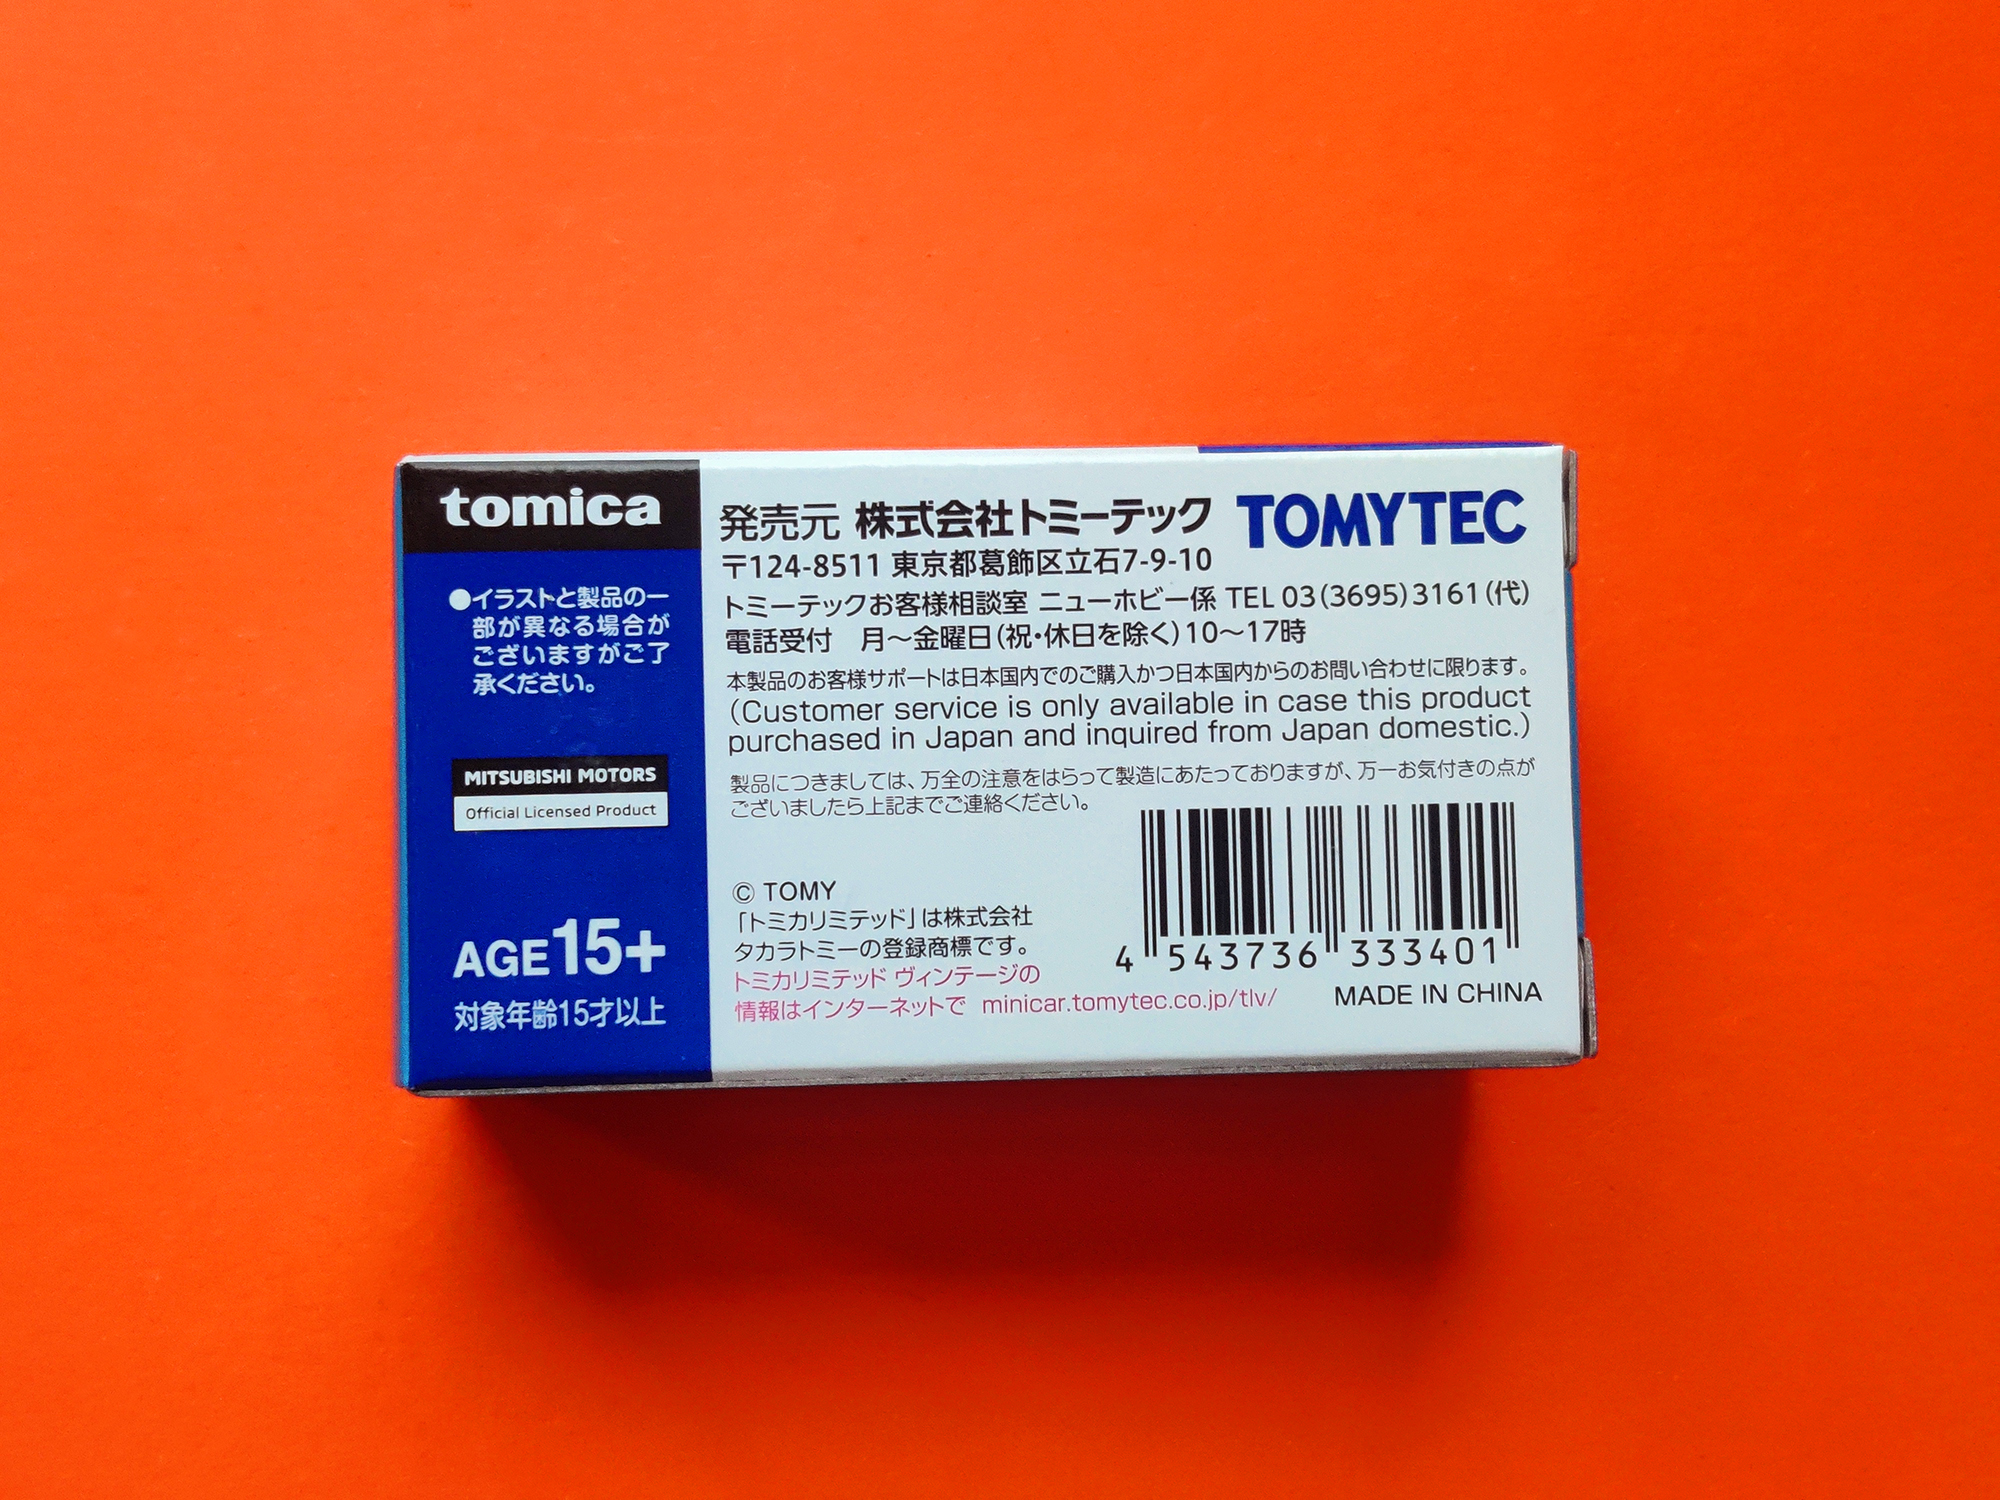 tomica
●イラストと製品の一
部が異なる場合が
ございますがご了
承ください。
MITSUBISHI MOTORS
Official Licensed Product
AGE15+
対象年齢15才以上
発売元 株式会社トミーテック TOMYTEC
〒124-8511 東京都葛飾区立石7-9-10
トミーテックお客様相談室 ニューホビー係 TEL 03(3695)3161(代)
電話受付 月〜金曜日(祝・休日を除く)10〜17時
本製品のお客様サポートは日本国内でのご購入かつ日本国内からのお問い合わせに限ります。
(Customer service is only available in case this product
purchased in Japan and inquired from Japan domestic.)
製品につきましては、万全の注意をはらって製造にあたっておりますが、万一お気付きの点が
ございましたら上記までご連絡ください。
© TOMY
「トミカリミテッド」は株式会社
タカラトミーの登録商標です。
トミカリミテッド ヴィンテージの
情報はインターネットで minicar.tomytec.co.jp/tlv/
4 543736 333401
MADE IN CHINA